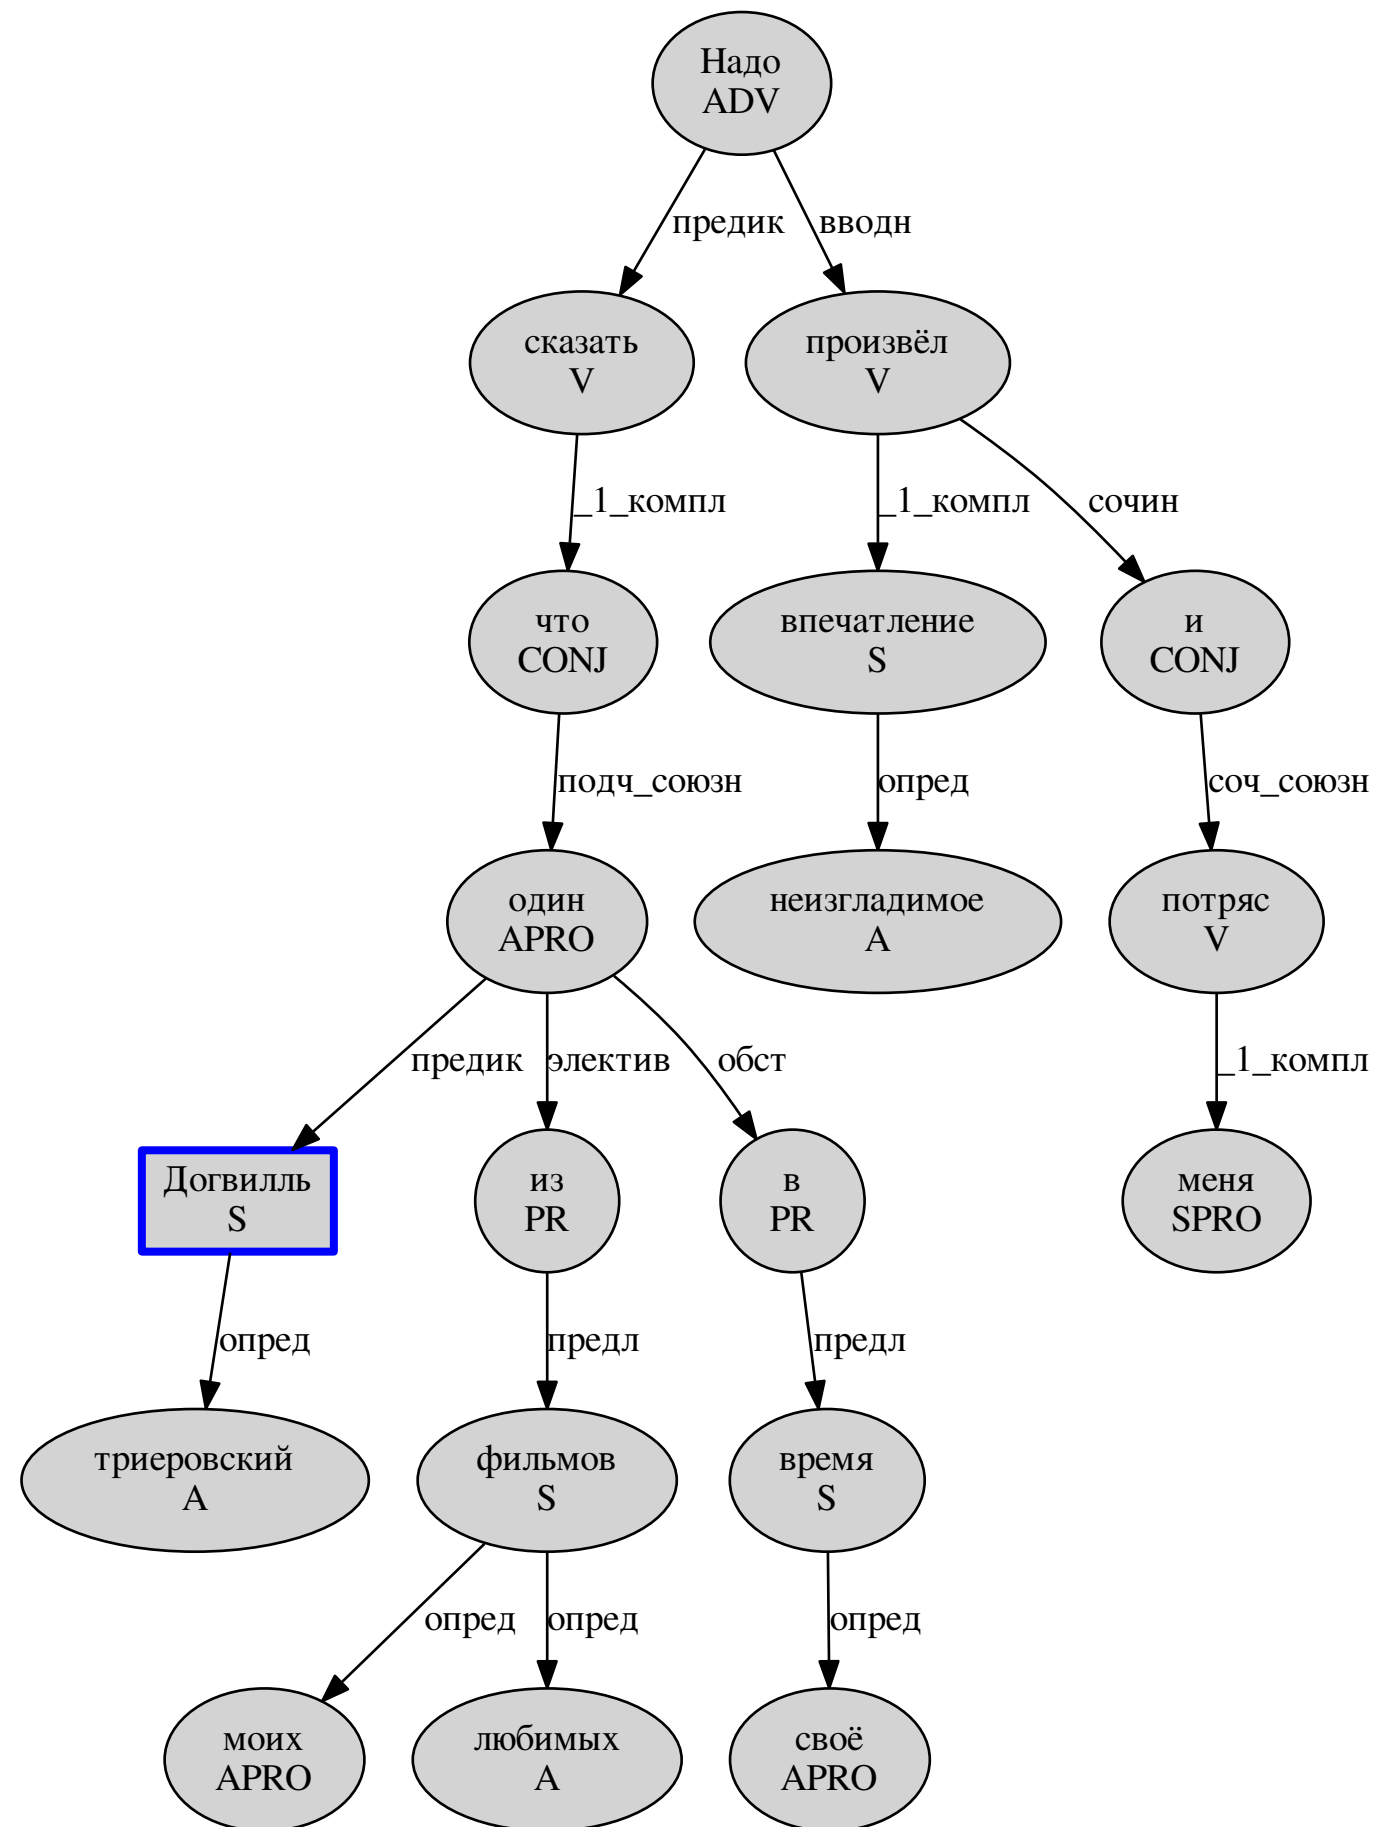 Надо
ADV
предик
вводн
сказать
V
произвёл
V
_1_компл
_1_компл
сочин
что
CONJ
впечатление
S
и
CONJ
подч_союзн
опред
соч_союзн
один
APRO
неизгладимое
A
потряс
V
предик
электив
обст
_1_компл
Догвилль
S
из
PR
в
PR
меня
SPRO
опред
предл
предл
триеровский
A
фильмов
S
время
S
опред
опред
опред
моих
APRO
любимых
A
своё
APRO